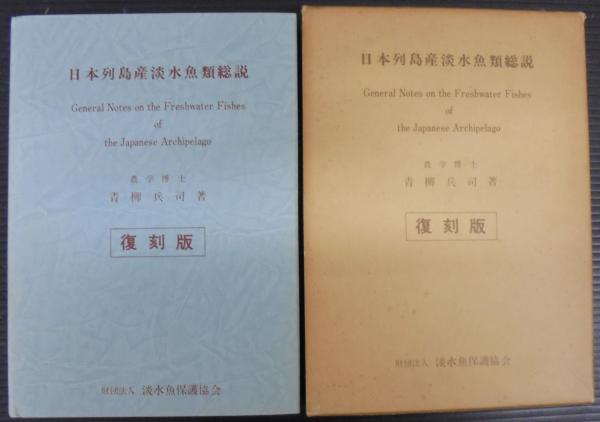 日本列島産淡水魚類総説
General Notes on the Freshwater Fishes
of
the Japanese Archipelago
農学博士
青柳兵司著
復刻版
財団法人 淡水魚保護協会
日本列島産淡水魚類総説
General Notes on the Freshwater Fishes
of
the Japanese Archipelago
農学博士
青柳兵司著
復刻版
財団法人 淡水魚保護協会